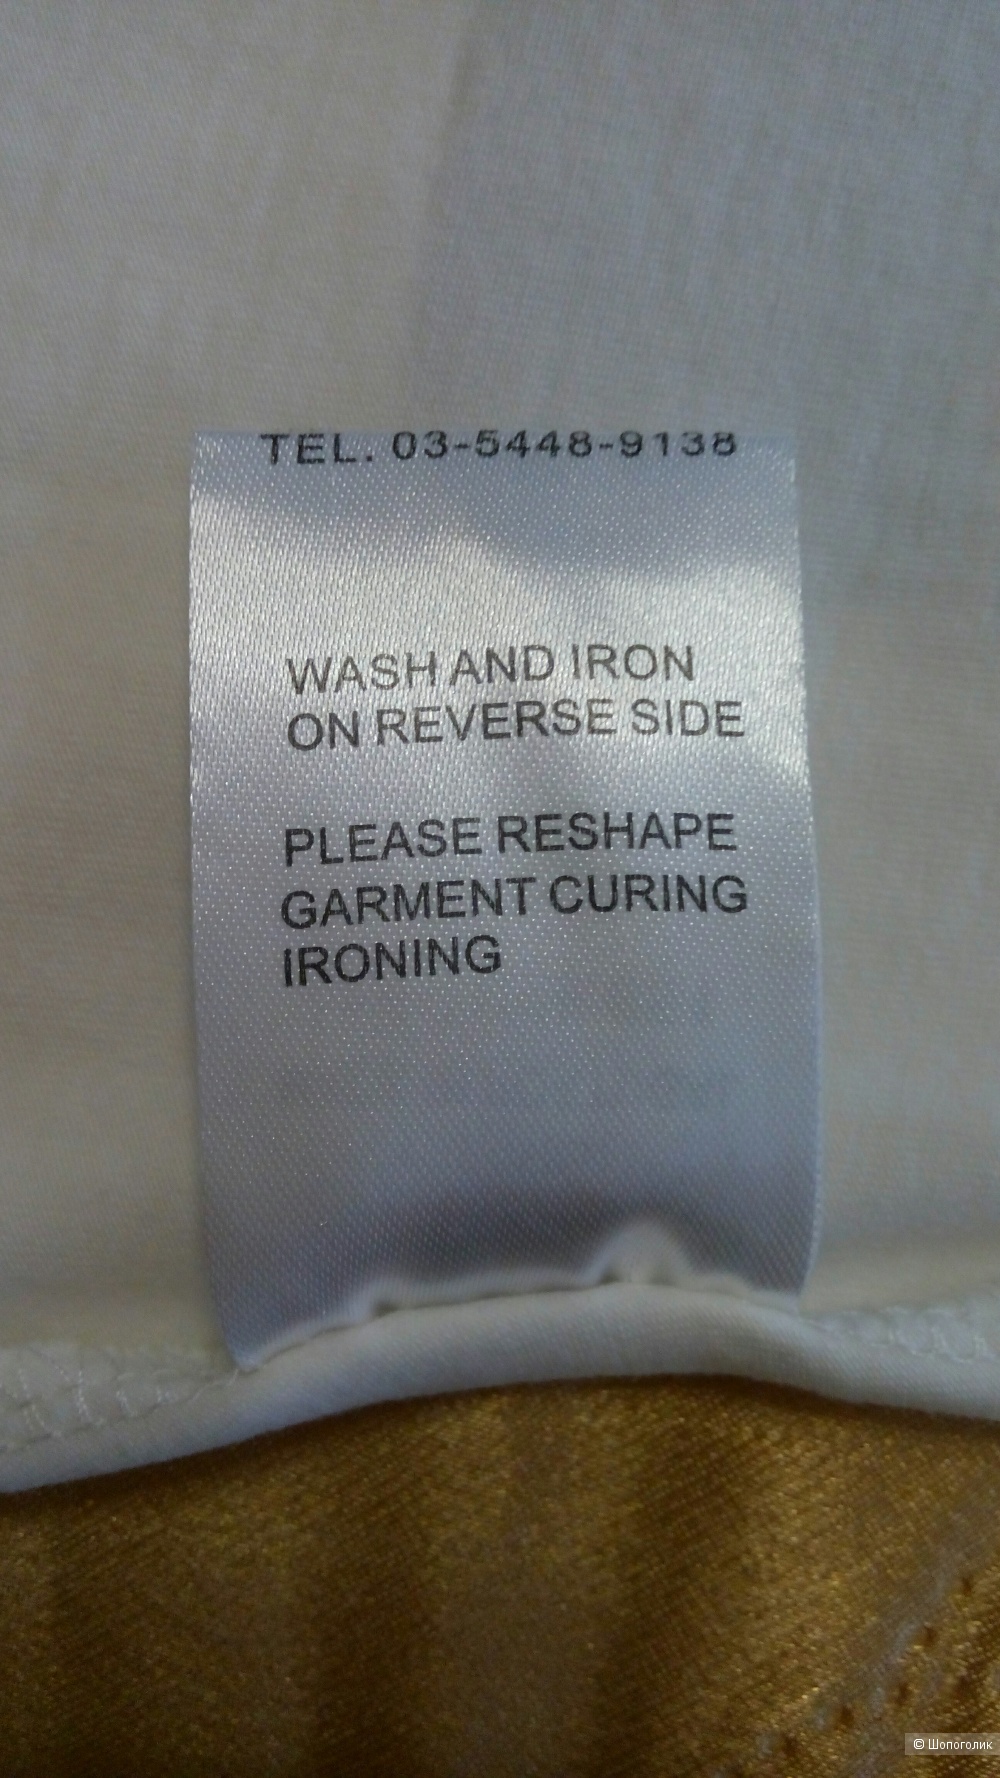 TEL. 03-5448-9138
WASH AND IRON
ON REVERSE SIDE
PLEASE RESHAPE
GARMENT CURING
IRONING
© Шопоголик